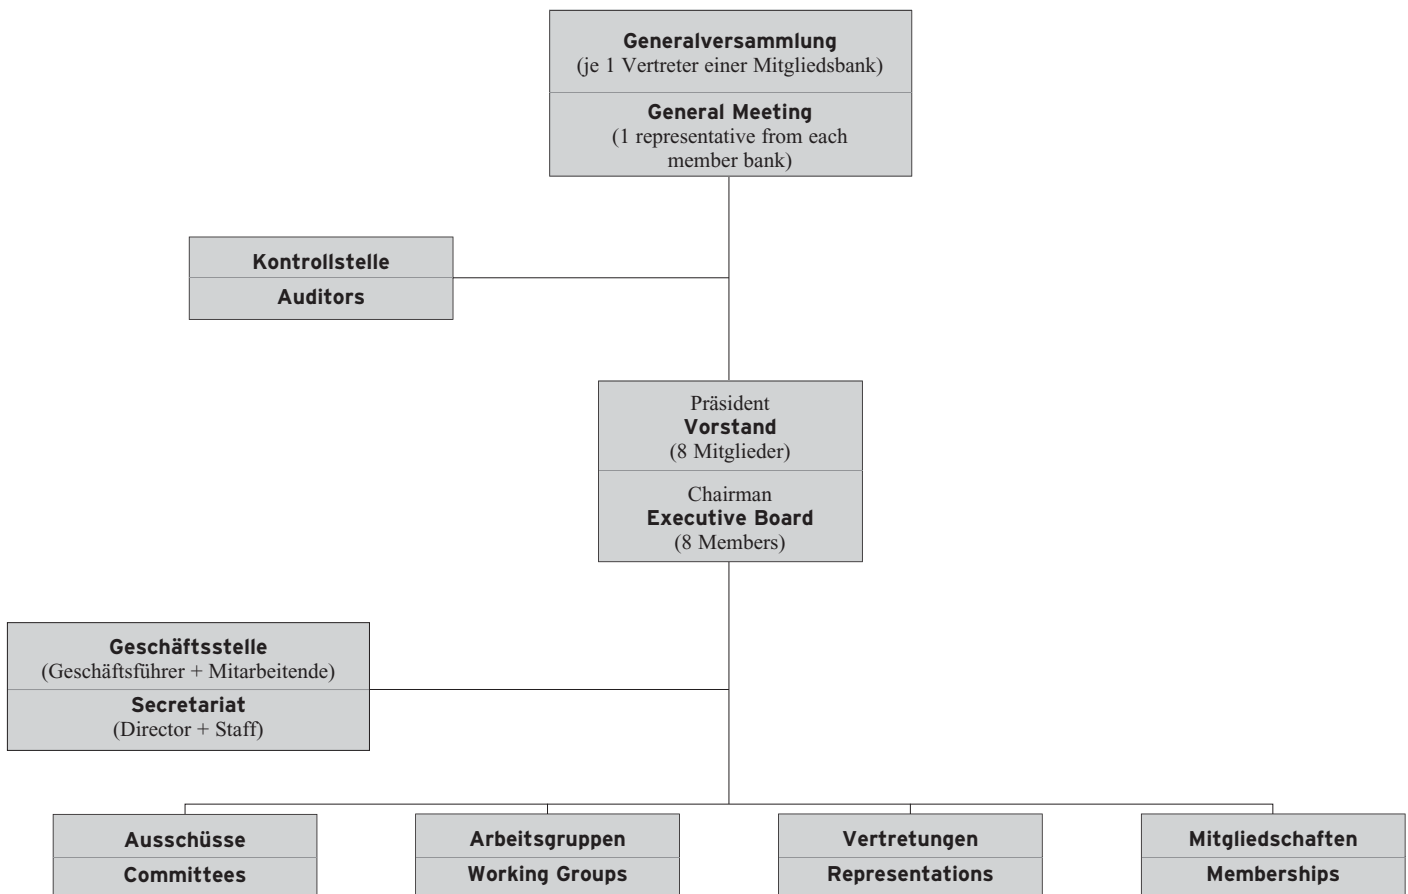 Generalversammlung
(je 1 Vertreter einer Mitgliedsbank)
General Meeting
(1 representative from each
member bank)
Kontrollstelle
Auditors
Präsident
Vorstand
(8 Mitglieder)
Chairman
Executive Board
(8 Members)
Geschäftsstelle
(Geschäftsführer + Mitarbeitende)
Secretariat
(Director + Staff)
Ausschüsse
Committees
Arbeitsgruppen
Working Groups
Vertretungen
Representations
Mitgliedschaften
Memberships